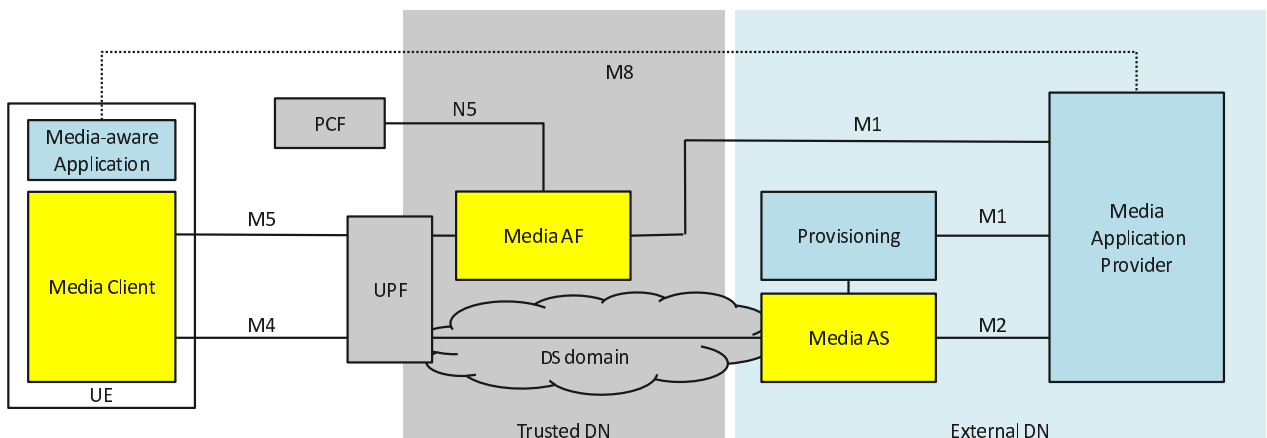 M8
PCF
N5
M1
Media-aware
Application
M5
Media AF
Provisioning
M1
Media
Application
Provider
Media Client
UPF
M4
DS domain
Media AS
M2
UE
Trusted DN
External DN